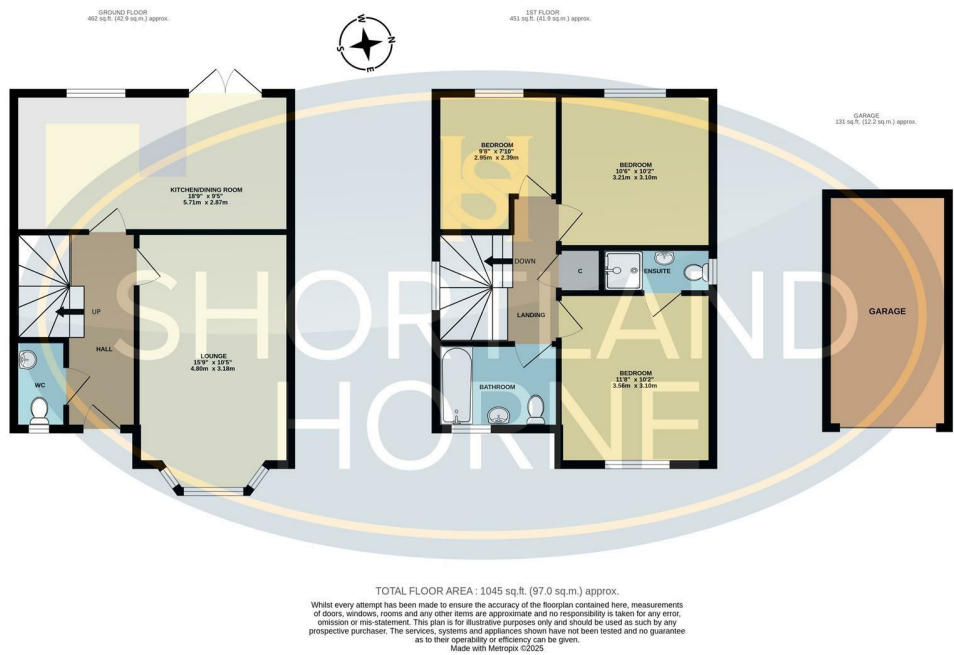 GROUND FLOOR
462 sq.ft. (42.9 sq.m.) approx.
1ST FLOOR
451 sq.ft. (41.9 sq.m.) approx.
W
N
S
E
GARAGE
131 sq.ft. (12.2 sq.m.) approx.
KITCHEN/DINING ROOM
18'9" x 9'5"
5.71m x 2.87m
BEDROOM
9'8" x 7'10"
2.95m x 2.39m
BEDROOM
10'6" x 10'2"
3.21m x 3.10m
SH
DOWN
C
ENSUITE
UP
LANDING
GARAGE
SHORTLAND
HORNE
HALL
LOUNGE
15'9" x 10'5"
4.80m x 3.18m
WC
BATHROOM
BEDROOM
11'8" x 10'2"
3.56m x 3.10m
TOTAL FLOOR AREA : 1045 sq.ft. (97.0 sq.m.) approx.
Whilst every attempt has been made to ensure the accuracy of the floorplan contained here, measurements
of doors, windows, rooms and any other items are approximate and no responsibility is taken for any error,
omission or mis-statement. This plan is for illustrative purposes only and should be used as such by any
prospective purchaser. The services, systems and appliances shown have not been tested and no guarantee
as to their operability or efficiency can be given.
Made with Metropix ©2025